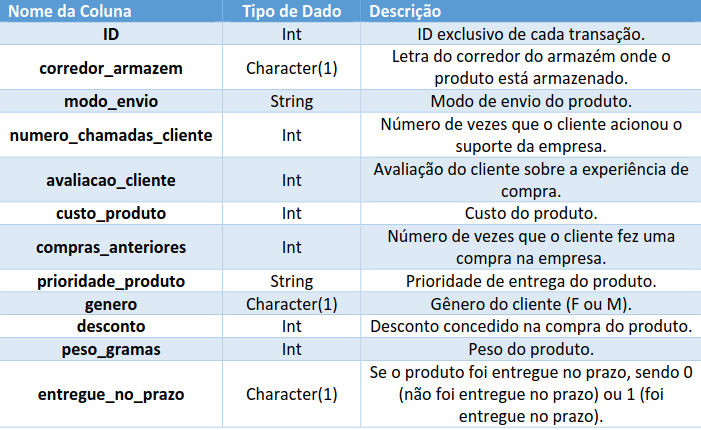 Nome da Coluna Tipo de Dado Descrição
ID Int ID exclusivo de cada transação.
corredor_armazem Character(1) Letra do corredor do armazém onde o
produto está armazenado.
modo_envio String Modo de envio do produto.
numero_chamadas_cliente Int Número de vezes que o cliente acionou o
suporte da empresa.
avaliacao_cliente Int Avaliação do cliente sobre a experiência de
compra.
custo_produto Int Custo do produto.
compras_anteriores Int Número de vezes que o cliente fez uma
compra na empresa.
prioridade_produto String Prioridade de entrega do produto.
genero Character(1) Gênero do cliente (F ou M).
desconto Int Desconto concedido na compra do produto.
peso_gramas Int Peso do produto.
entregue_no_prazo Character(1) Se o produto foi entregue no prazo, sendo 0
(não foi entregue no prazo) ou 1 (foi
entregue no prazo).